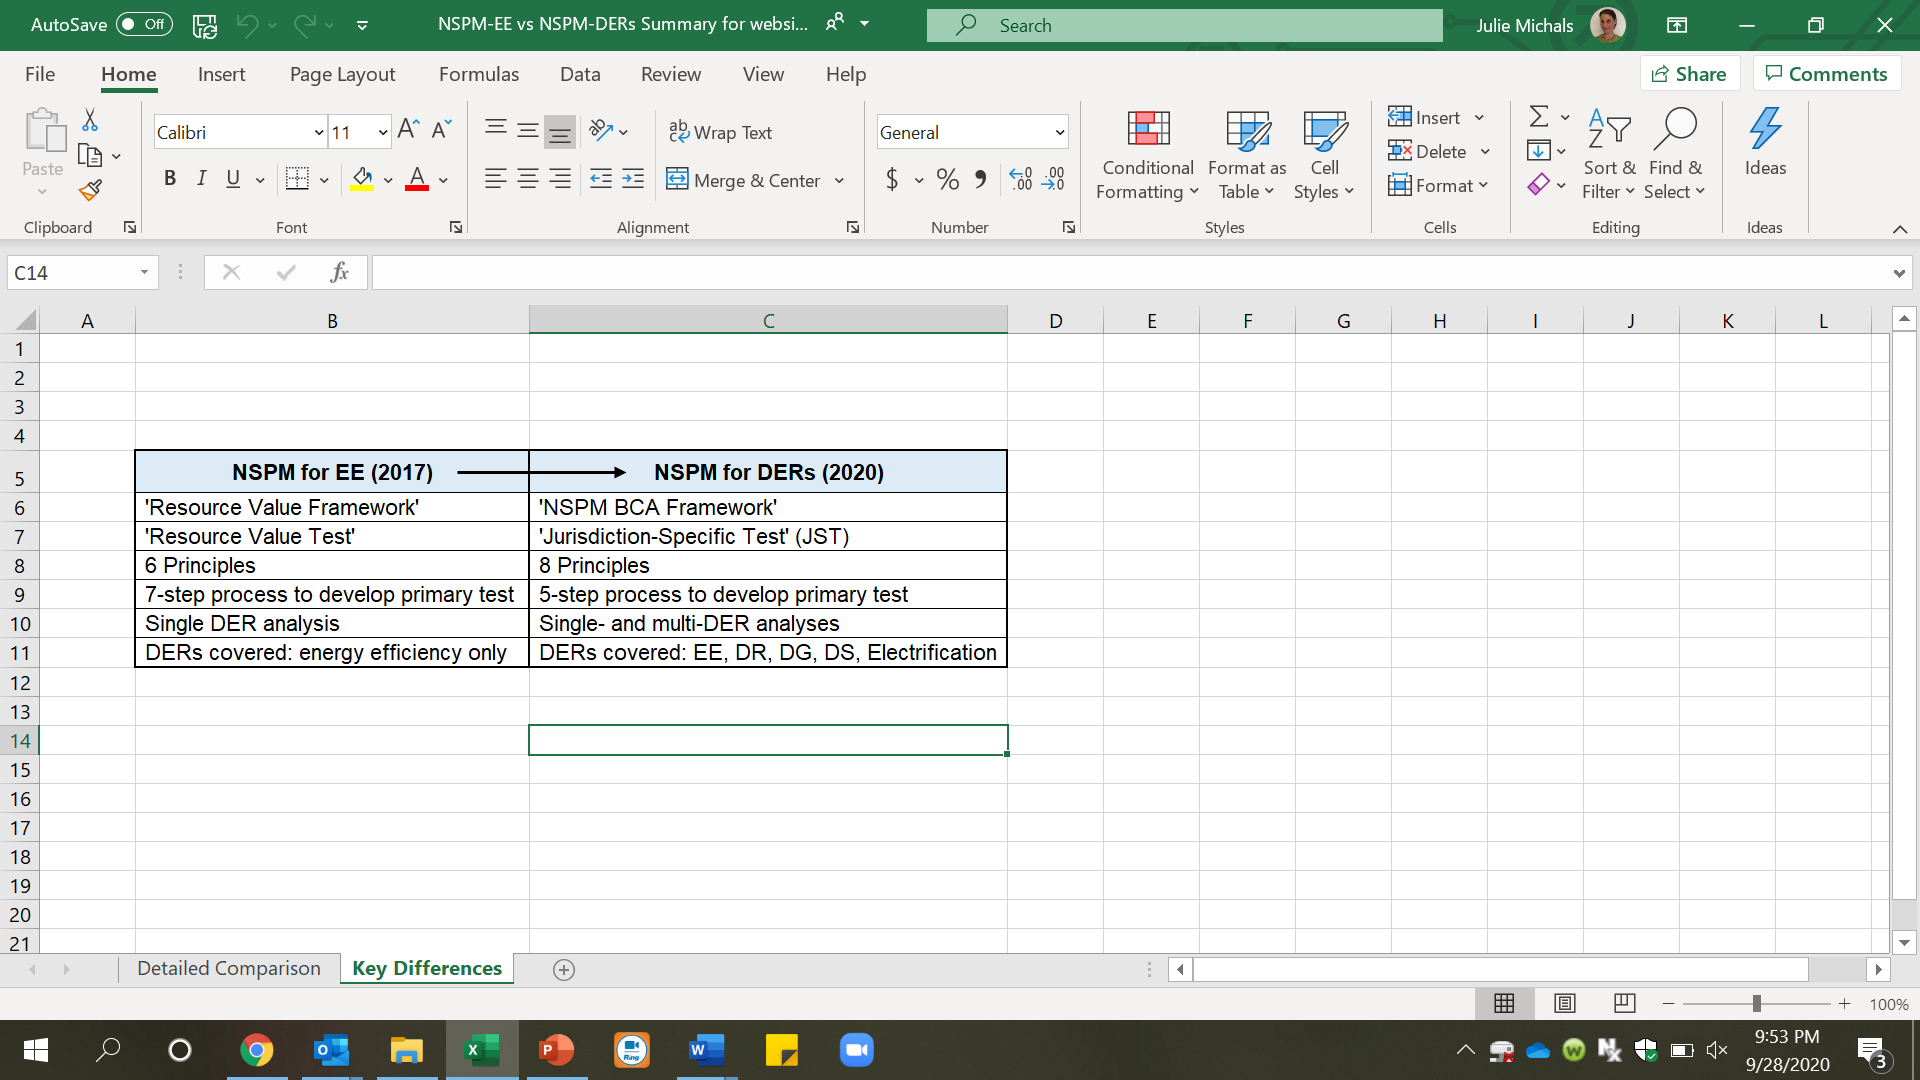 AutoSave Off NSPM-EE vs NSPM-DERs Summary for websi... Search Julie Michals
File Home Insert Page Layout Formulas Data Review View Help Share Comments
Calibri 11 Wrap Text General Insert
Paste Conditional Format as Cell Delete Sort & Find & Ideas
B I U Merge & Center $ % Formatting Table Styles Format Filter Select
Clipboard Font Alignment Number Styles Cells Editing Ideas
C14 fx
A B C D E F G H I J K L
1
2
3
4
5 NSPM for EE (2017) NSPM for DERs (2020)
6 'Resource Value Framework' 'NSPM BCA Framework'
7 'Resource Value Test' 'Jurisdiction-Specific Test' (JST)
8 6 Principles 8 Principles
9 7-step process to develop primary test 5-step process to develop primary test
10 Single DER analysis Single- and multi-DER analyses
11 DERs covered: energy efficiency only DERs covered: EE, DR, DG, DS, Electrification
12
13
14
15
16
17
18
19
20
21
Detailed Comparison Key Differences
100%
9:53 PM
9/28/2020 3